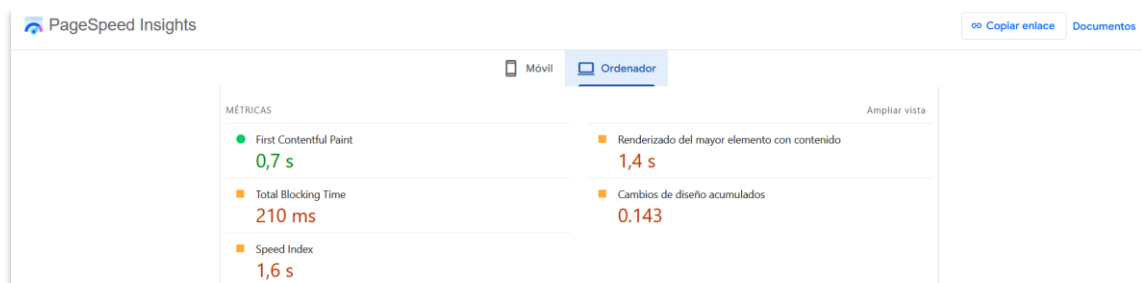 PageSpeed Insights
Copiar enlace
Documentos
Móvil
Ordenador
MÉTRICAS
Ampliar vista
First Contentful Paint
0,7 s
Renderizado del mayor elemento con contenido
1,4 s
Total Blocking Time
210 ms
Cambios de diseño acumulados
0.143
Speed Index
1,6 s